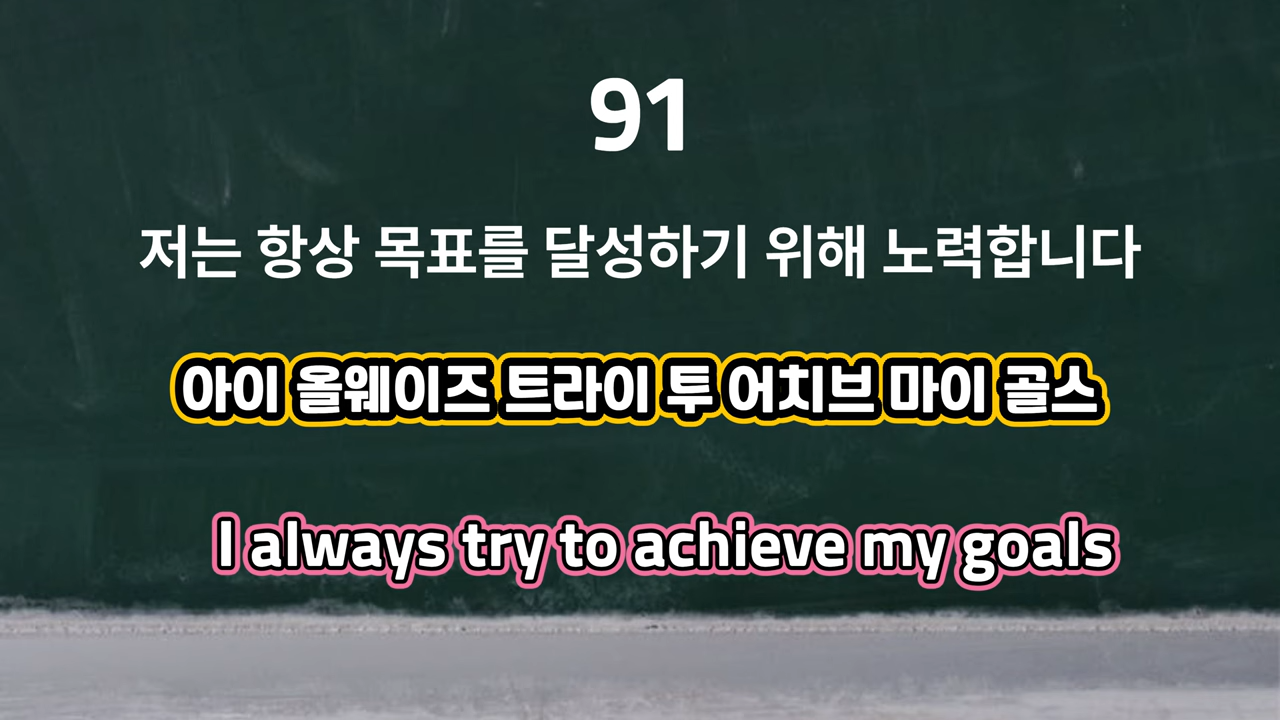 91
저는 항상 목표를 달성하기 위해 노력합니다
아이 올웨이즈 트라이 투 어치브 마이 골스
I always try to achieve my goals